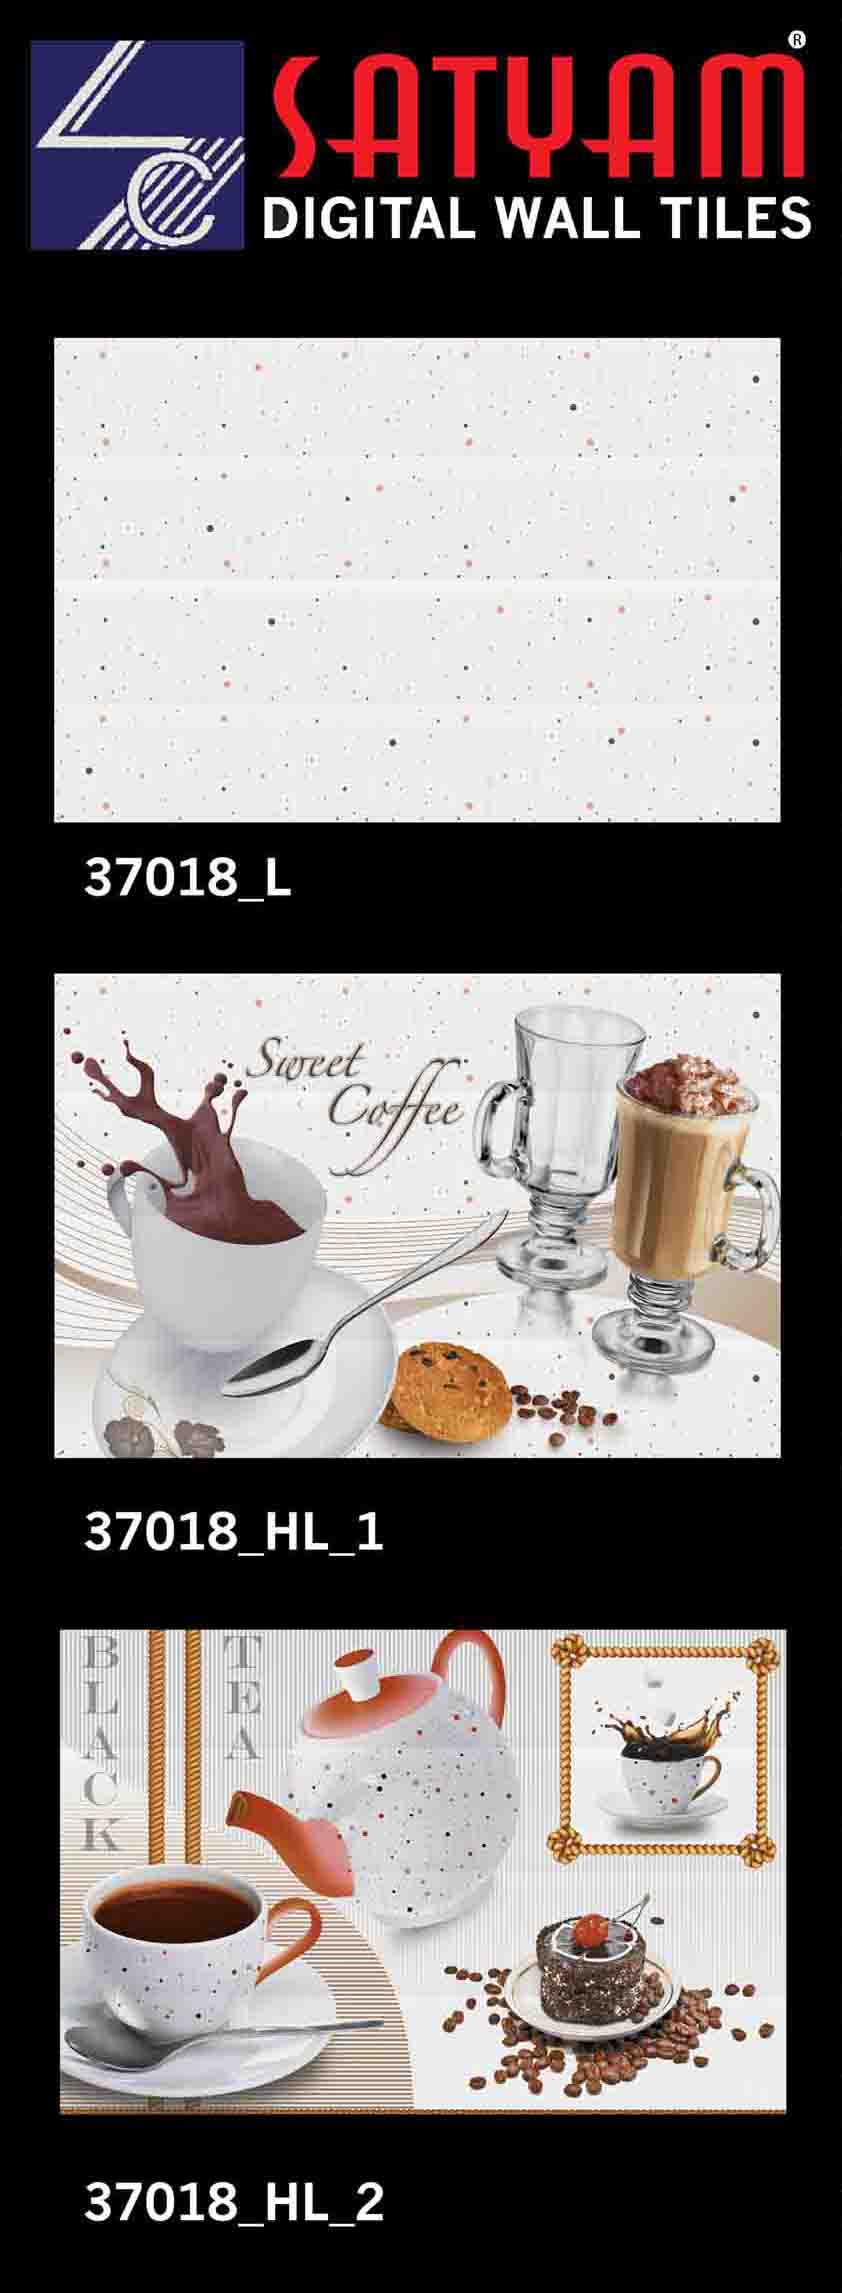 SATYAM®
DIGITAL WALL TILES
37018_L
Sweet
Coffee
37018_HL_1
BLACK
TEA
37018_HL_2